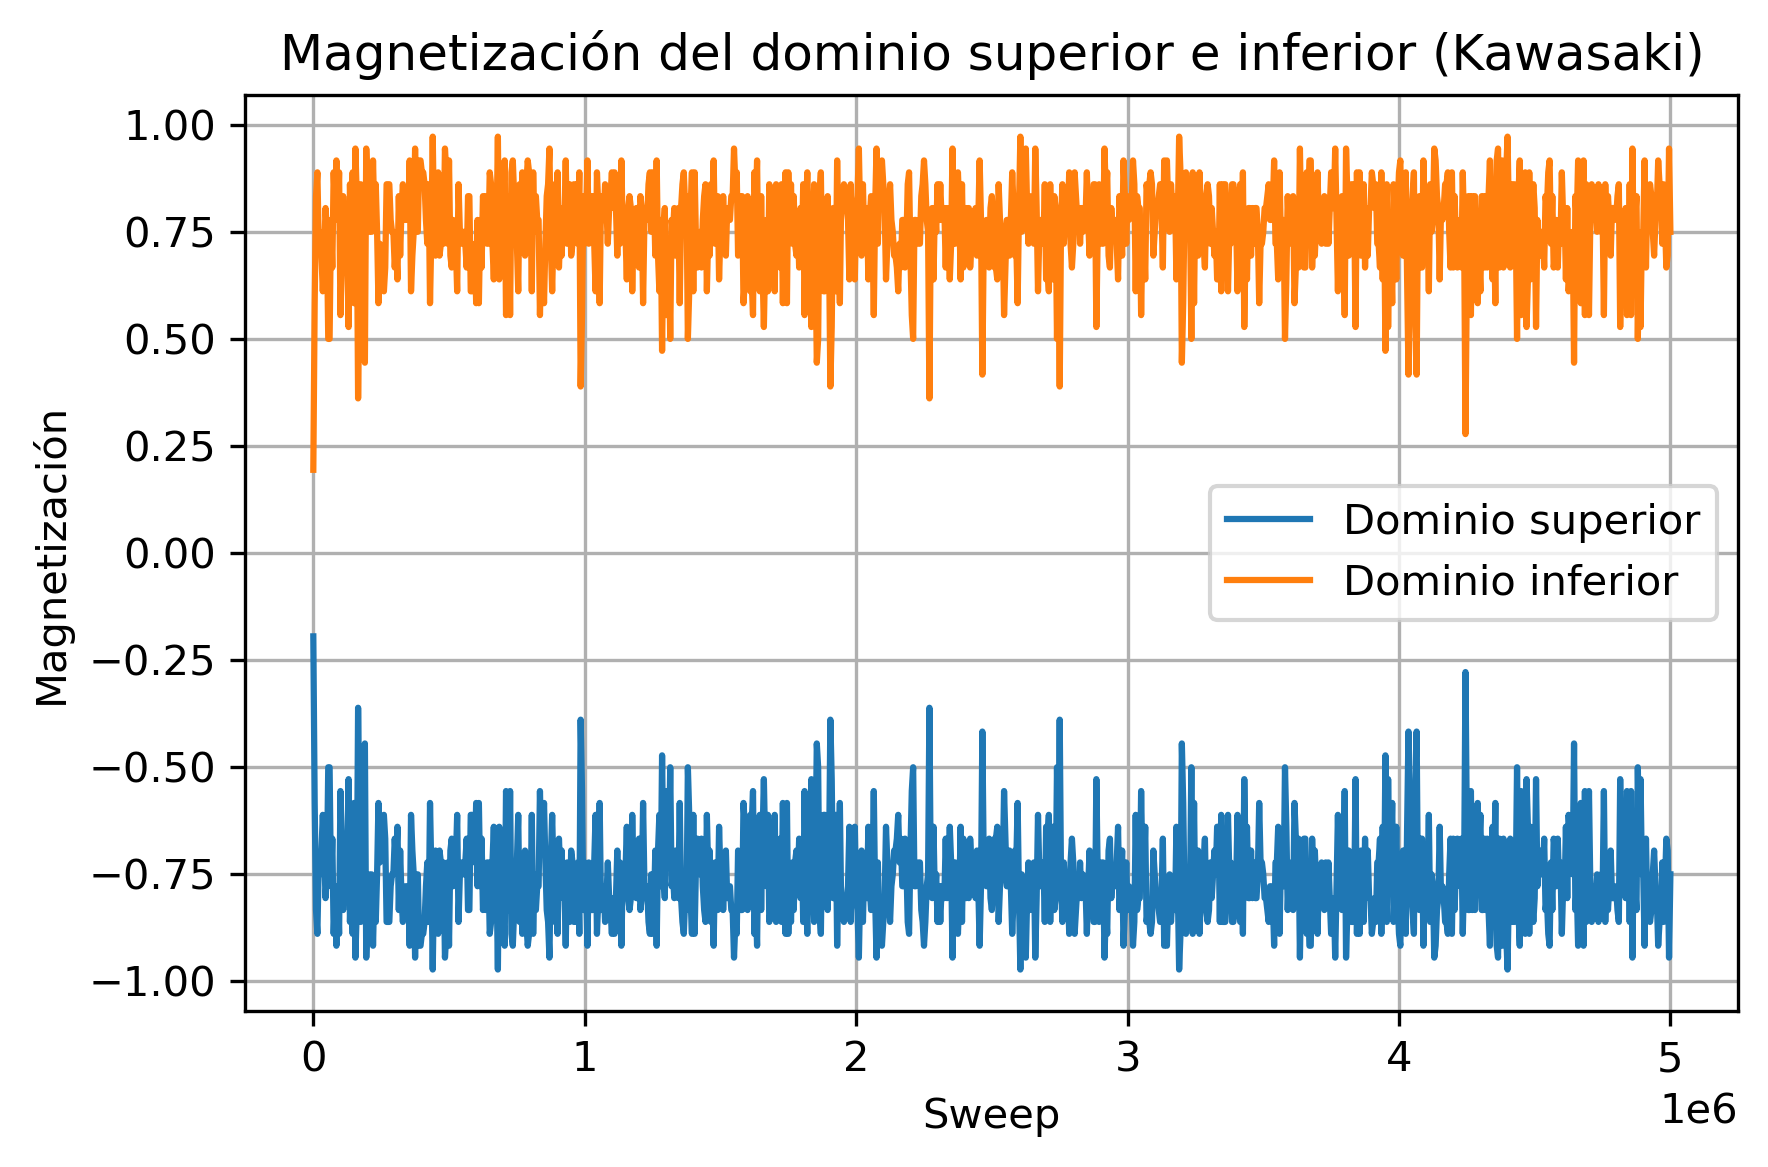 Magnetización del dominio superior e inferior (Kawasaki)
Magnetización
1.00
0.75
0.50
0.25
0.00
−0.25
−0.50
−0.75
−1.00
Dominio superior
Dominio inferior
0 1 2 3 4 5
1e6
Sweep